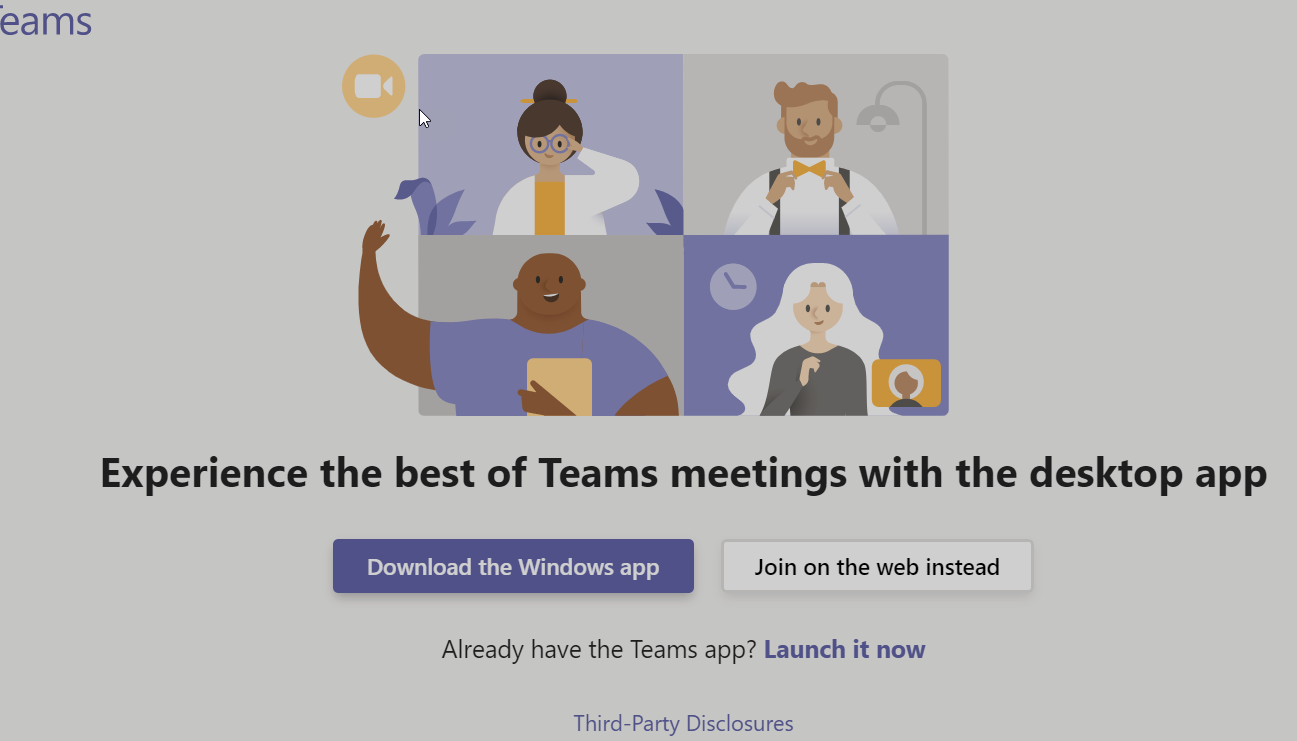 Teams
Experience the best of Teams meetings with the desktop app
Download the Windows app
Join on the web instead
Already have the Teams app? Launch it now
Third-Party Disclosures